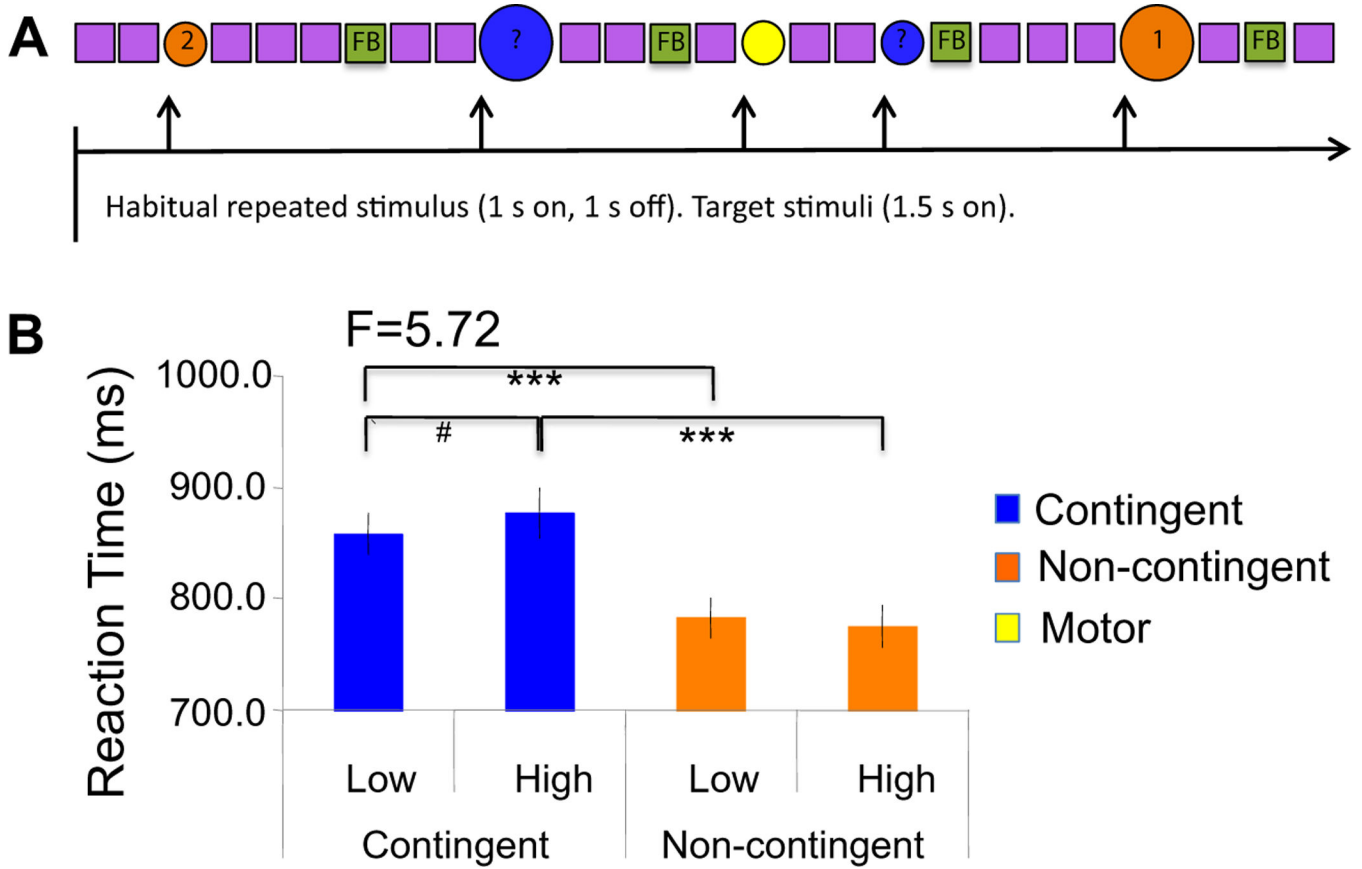 A
2 FB ? FB ? FB 1 FB
Habitual repeated stimulus (1 s on, 1 s off). Target stimuli (1.5 s on).
B
F=5.72
Reaction Time (ms)
1000.0
900.0
800.0
700.0
***
#
***
Low High Low High
Contingent Non-contingent
Contingent
Non-contingent
Motor